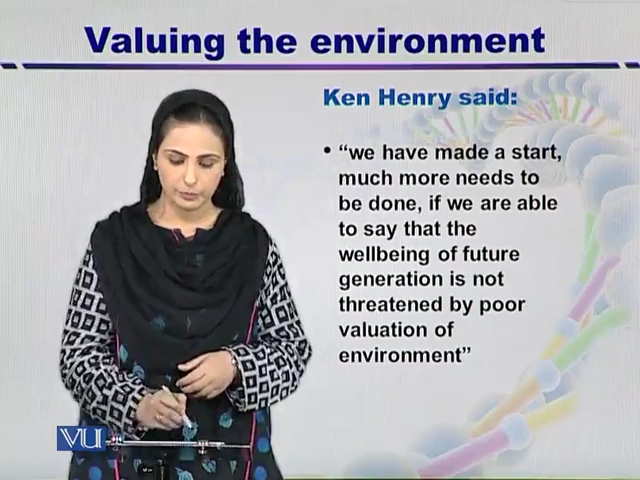 Valuing the environment
Ken Henry said:
• “we have made a start,
much more needs to
be done, if we are able
to say that the
wellbeing of future
generation is not
threatened by poor
valuation of
environment”
VU